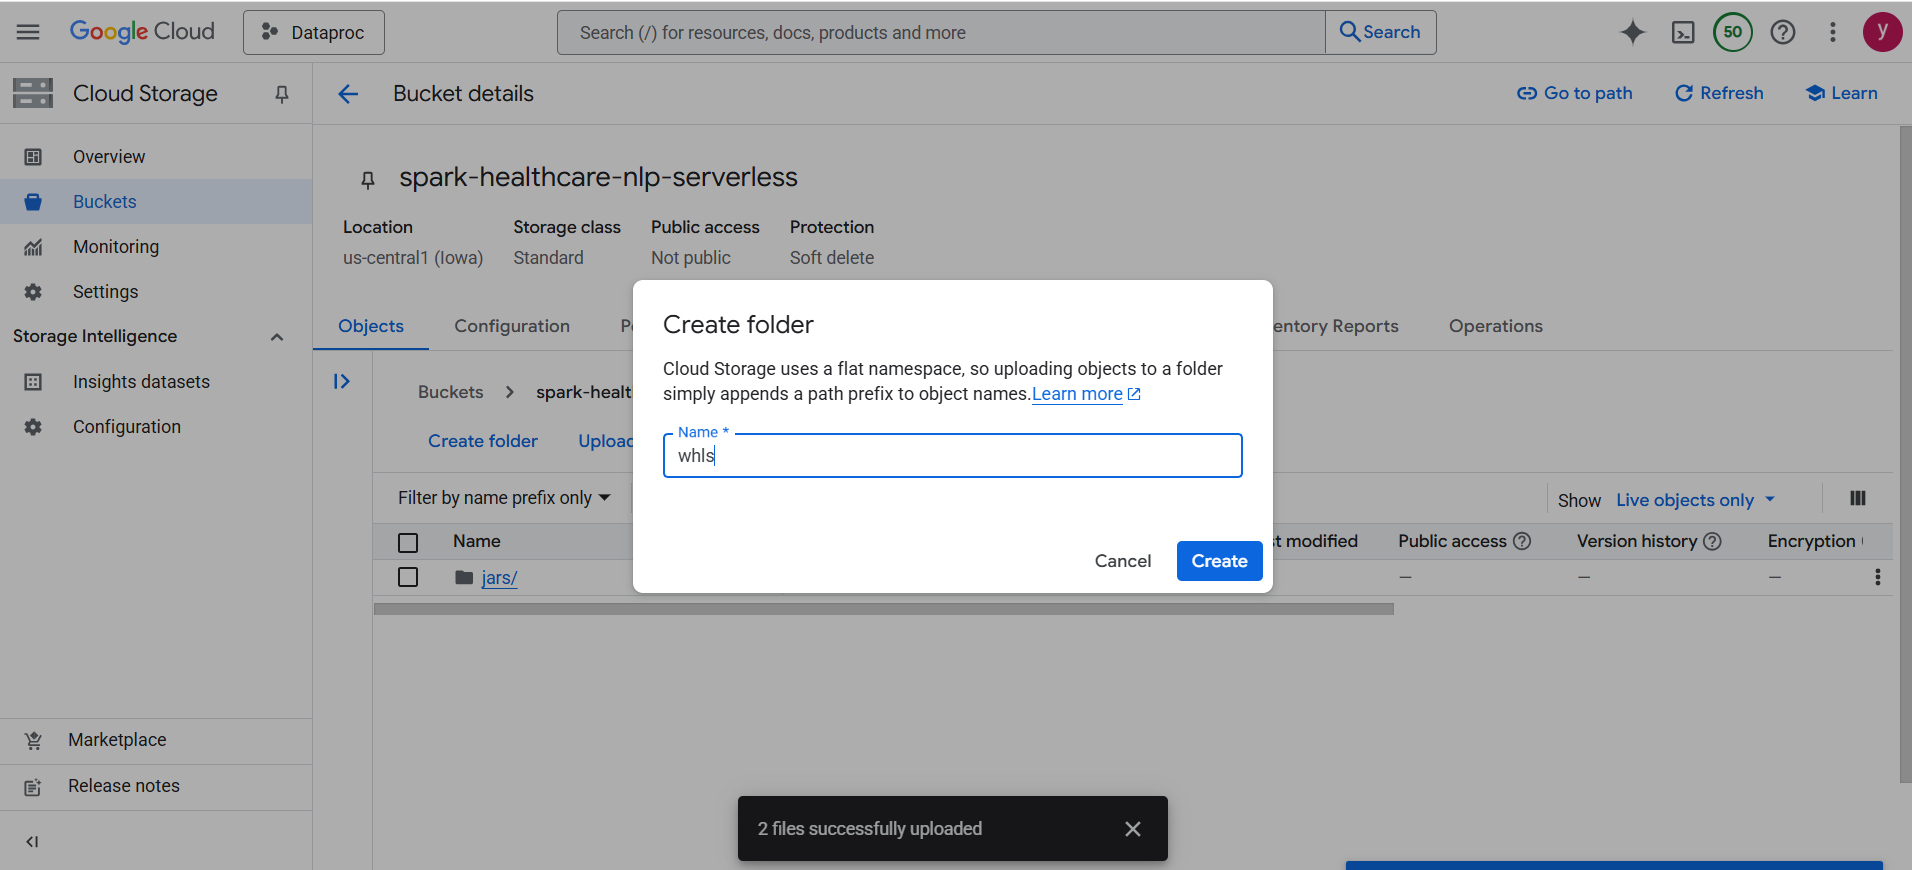 Google Cloud
Dataproc
Search (/) for resources, docs, products and more
Search
50
y
Cloud Storage
Bucket details
Go to path
Refresh
Learn
Overview
Buckets
Monitoring
Settings
Storage Intelligence
Insights datasets
Configuration
Marketplace
Release notes
spark-healthcare-nlp-serverless
Location
Storage class
Public access
Protection
us-central1 (Iowa)
Standard
Not public
Soft delete
Objects
Configuration
entory Reports
Operations
Buckets
spark-healt
Create folder
Upload
Filter by name prefix only
Show
Live objects only
Name
t modified
Public access
Version history
Encryption
jars/
—
—
—
Create folder
Cloud Storage uses a flat namespace, so uploading objects to a folder
simply appends a path prefix to object names. Learn more
Name *
whls
Cancel
Create
2 files successfully uploaded